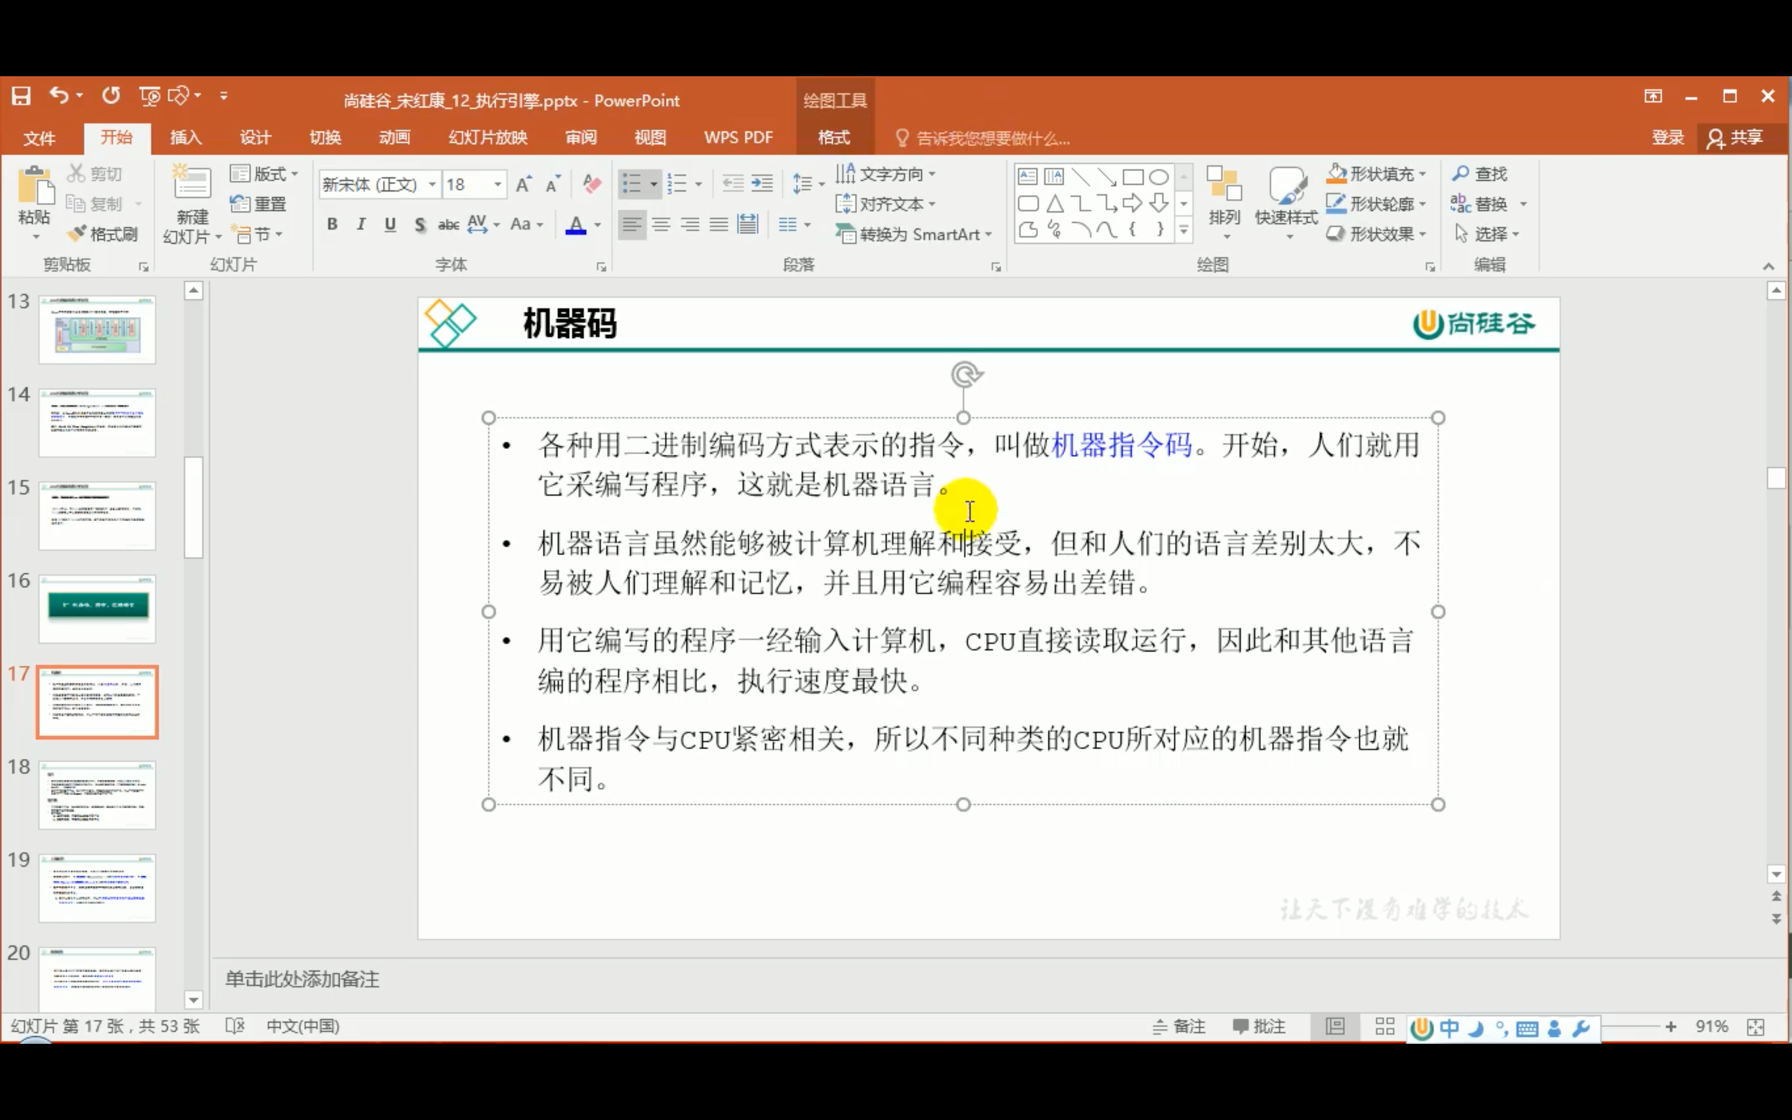 尚硅谷_宋红康_12_执行引擎.pptx - PowerPoint
绘图工具
文件
开始
插入
设计
切换
动画
幻灯片放映
审阅
视图
WPS PDF
格式
告诉我您想要做什么...
登录
共享
粘贴
剪切
复制
格式刷
剪贴板
新建
幻灯片
版式
重置
节
幻灯片
新宋体 (正文)
18
B I U S abc AV Aa A
字体
文字方向
对齐文本
转换为 SmartArt
段落
排列
快速样式
形状填充
形状轮廓
形状效果
绘图
查找
替换
选择
编辑
13
14
15
16
17
18
19
20
机器码
尚硅谷
• 各种用二进制编码方式表示的指令，叫做机器指令码。开始，人们就用
它采编写程序，这就是机器语言。
• 机器语言虽然能够被计算机理解和接受，但和人们的语言差别太大，不
易被人们理解和记忆，并且用它编程容易出差错。
• 用它编写的程序一经输入计算机，CPU直接读取运行，因此和其他语言
编的程序相比，执行速度最快。
• 机器指令与CPU紧密相关，所以不同种类的CPU所对应的机器指令也就
不同。
让天下没有难学的技术
单击此处添加备注
幻灯片 第 17 张，共 53 张
中文(中国)
备注
批注
中
91%